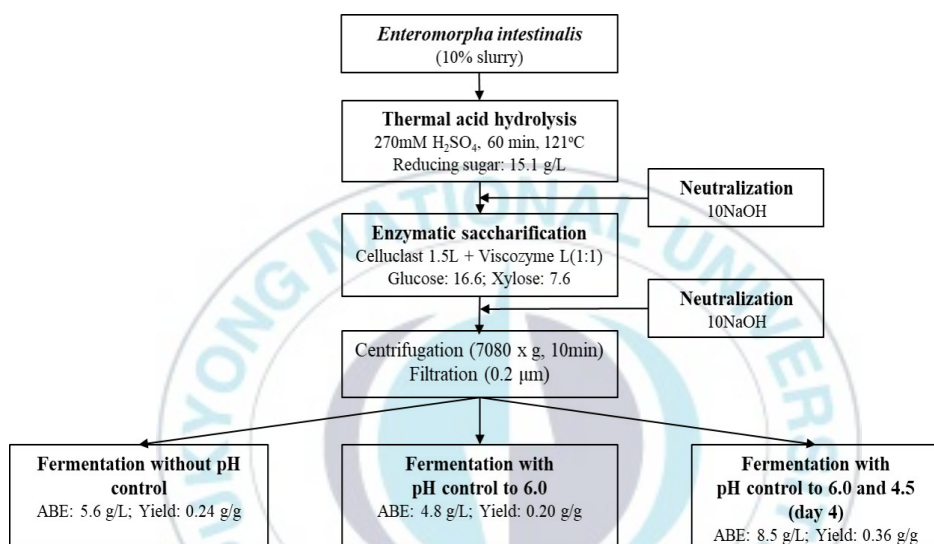 Enteromorpha intestinalis
(10% slurry)
Thermal acid hydrolysis
270mM H₂SO₄, 60 min, 121ºC
Reducing sugar: 15.1 g/L
Neutralization
10NaOH
Enzymatic saccharification
Celluclast 1.5L + Viscozyme L(1:1)
Glucose: 16.6; Xylose: 7.6
Neutralization
10NaOH
Centrifugation (7080 x g, 10min)
Filtration (0.2 μm)
Fermentation without pH
control
ABE: 5.6 g/L; Yield: 0.24 g/g
Fermentation with
pH control to 6.0
ABE: 4.8 g/L; Yield: 0.20 g/g
Fermentation with
pH control to 6.0 and 4.5
(day 4)
ABE: 8.5 g/L; Yield: 0.36 g/g
PUKYONG NATIONAL UNIVERSITY